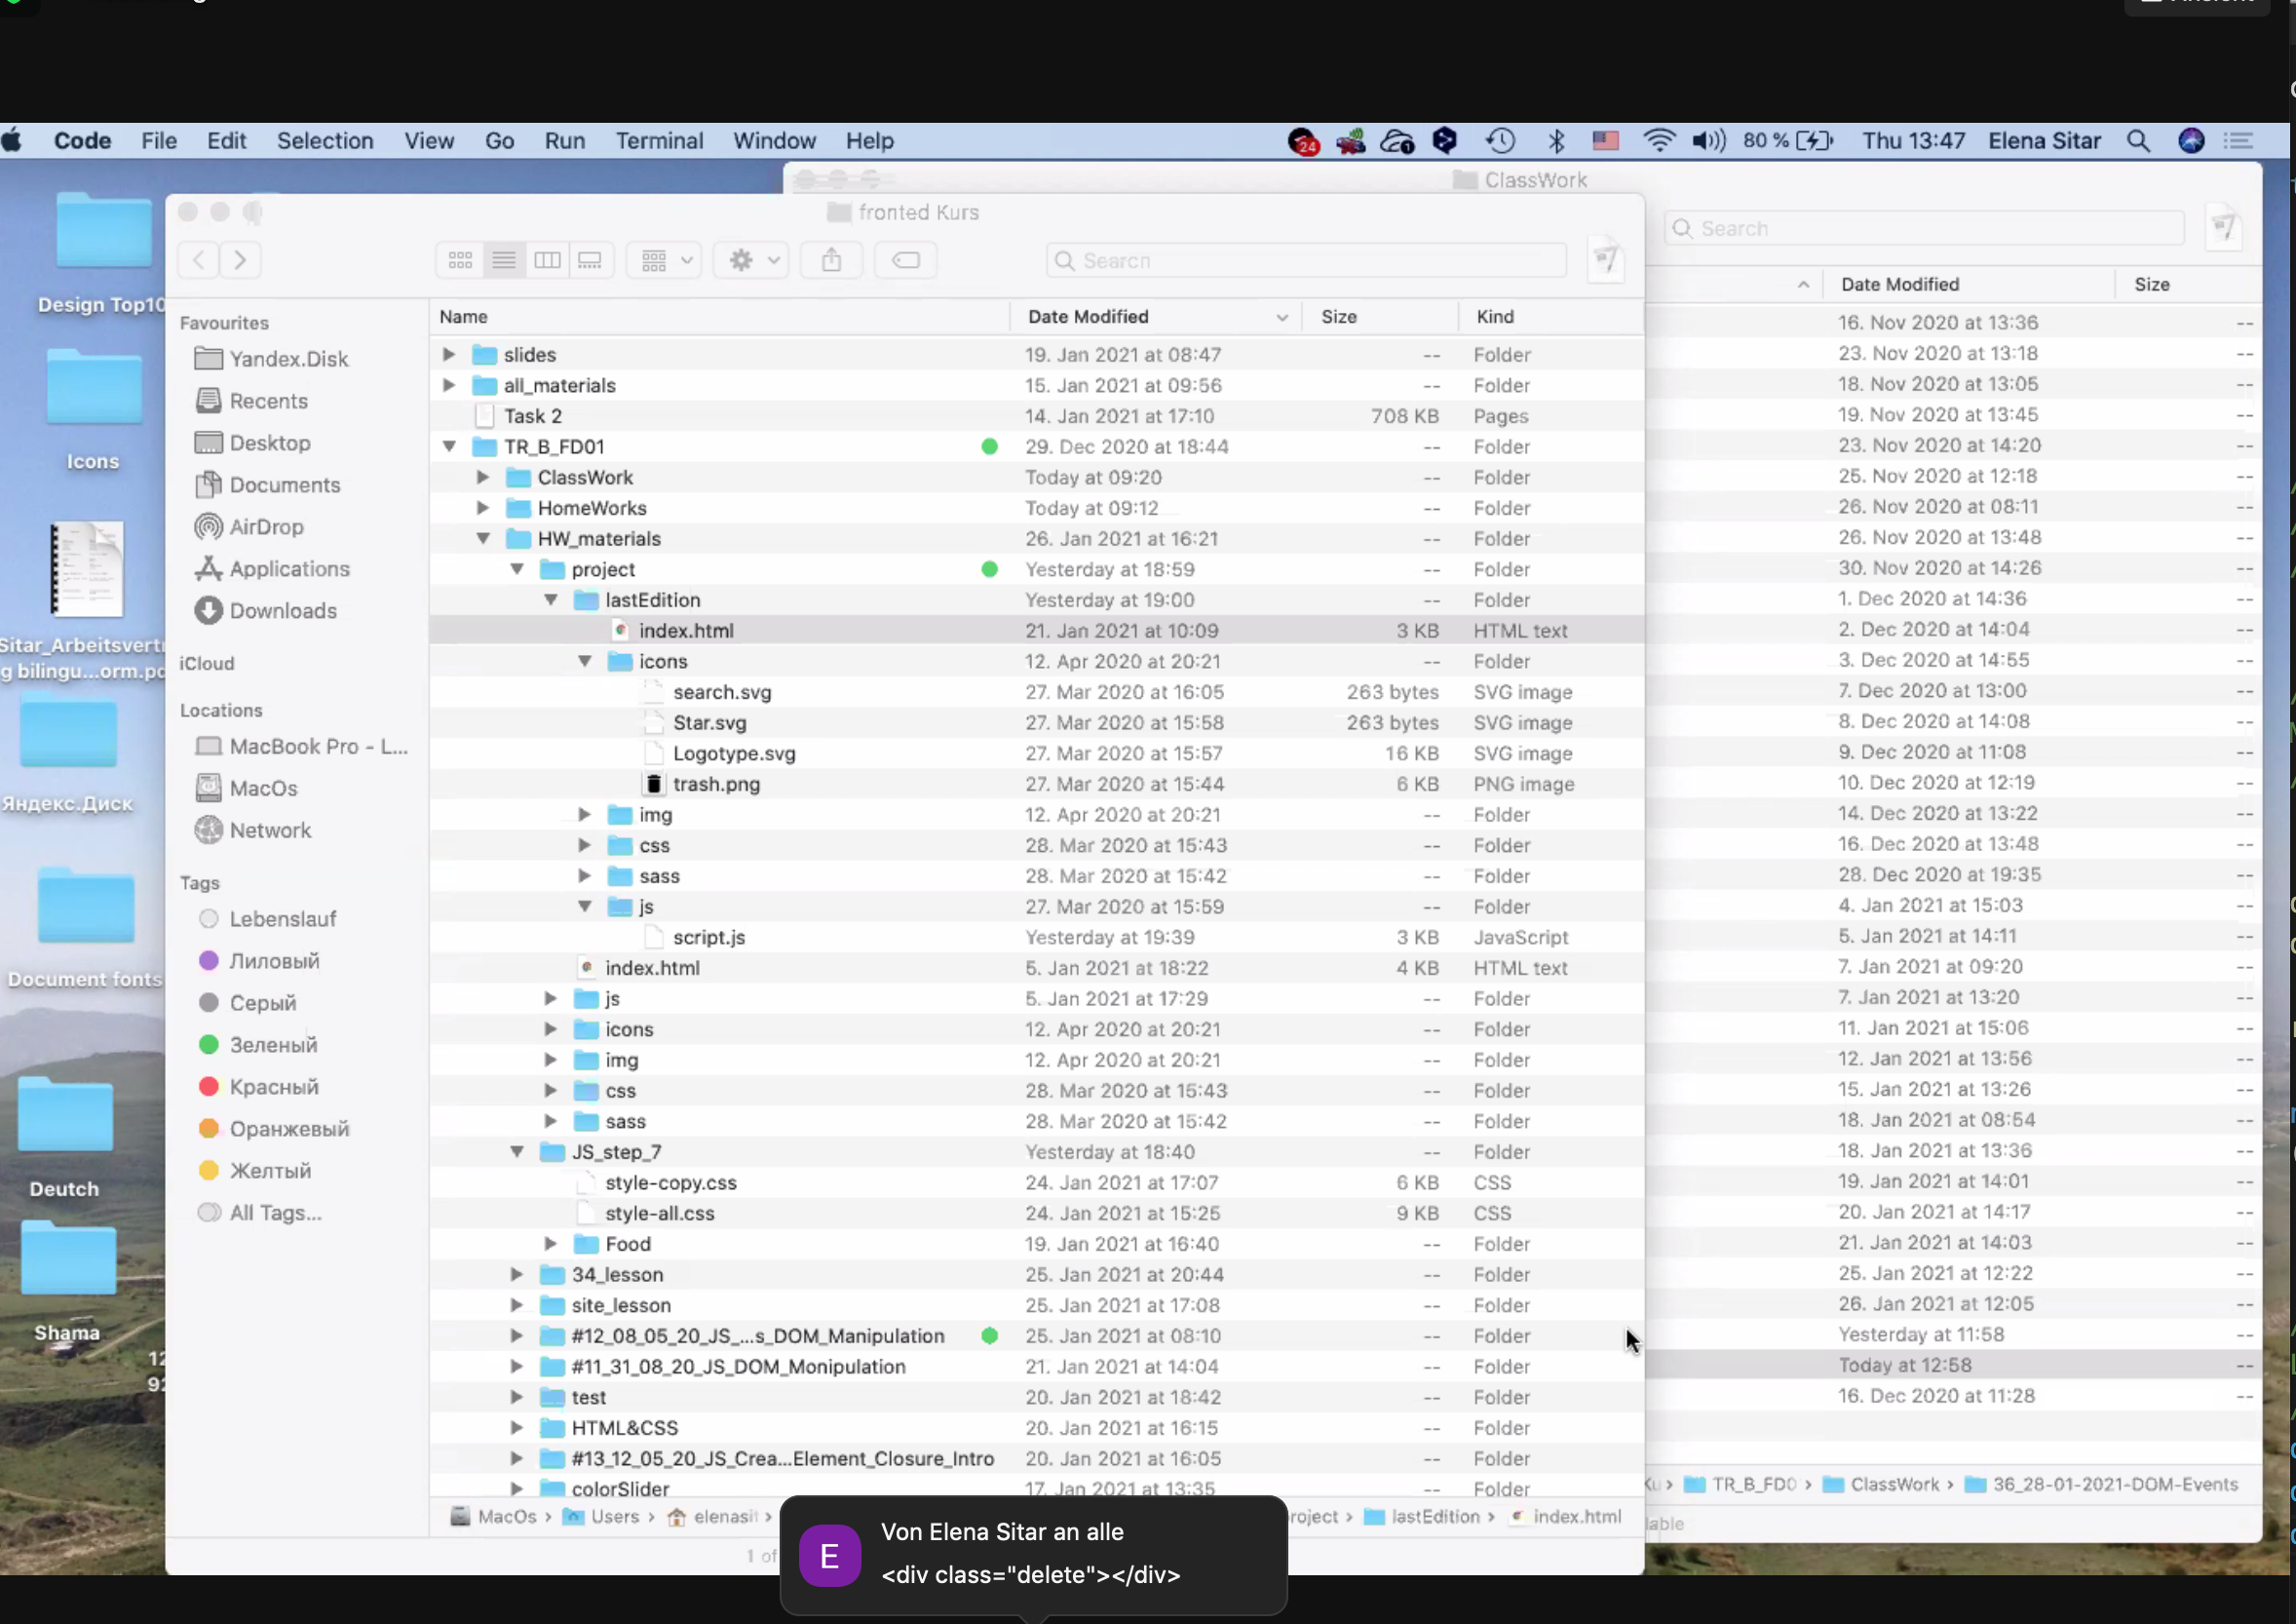 Code File Edit Selection View Go Run Terminal Window Help 24 1 80 % Thu 13:47 Elena Sitar
ClassWork
Search
Date Modified Size
16. Nov 2020 at 13:36 --
23. Nov 2020 at 13:18 --
18. Nov 2020 at 13:05 --
19. Nov 2020 at 13:45 --
23. Nov 2020 at 14:20 --
25. Nov 2020 at 12:18 --
26. Nov 2020 at 08:11 --
26. Nov 2020 at 13:48 --
30. Nov 2020 at 14:26 --
1. Dec 2020 at 14:36 --
2. Dec 2020 at 14:04 --
3. Dec 2020 at 14:55 --
7. Dec 2020 at 13:00 --
8. Dec 2020 at 14:08 --
9. Dec 2020 at 11:08 --
10. Dec 2020 at 12:19 --
14. Dec 2020 at 13:22 --
16. Dec 2020 at 13:48 --
28. Dec 2020 at 19:35 --
4. Jan 2021 at 15:03 --
5. Jan 2021 at 14:11 --
7. Jan 2021 at 09:20 --
7. Jan 2021 at 13:20 --
11. Jan 2021 at 15:06 --
12. Jan 2021 at 13:56 --
15. Jan 2021 at 13:26 --
18. Jan 2021 at 08:54 --
18. Jan 2021 at 13:36 --
19. Jan 2021 at 14:01 --
20. Jan 2021 at 14:17 --
21. Jan 2021 at 14:03 --
25. Jan 2021 at 12:22 --
26. Jan 2021 at 12:05 --
Yesterday at 11:58 --
Today at 12:58 --
16. Dec 2020 at 11:28 --
TR_B_FD0 › ClassWork › 36_28-01-2021-DOM-Events
lable
Design Top10
Icons
Sitar_Arbeitsvertr
g bilingu...orm.pd
Яндекс.Диск
Document fonts
Deutch
Shama
12
92
fronted Kurs
Search
Favourites
Yandex.Disk
Recents
Desktop
Documents
AirDrop
Applications
Downloads
iCloud
Locations
MacBook Pro - L...
MacOs
Network
Tags
Lebenslauf
Лиловый
Серый
Зеленый
Красный
Оранжевый
Желтый
All Tags...
Name Date Modified Size Kind
slides 19. Jan 2021 at 08:47 -- Folder
all_materials 15. Jan 2021 at 09:56 -- Folder
Task 2 14. Jan 2021 at 17:10 708 KB Pages
TR_B_FD01 29. Dec 2020 at 18:44 -- Folder
ClassWork Today at 09:20 -- Folder
HomeWorks Today at 09:12 -- Folder
HW_materials 26. Jan 2021 at 16:21 -- Folder
project Yesterday at 18:59 -- Folder
lastEdition Yesterday at 19:00 -- Folder
index.html 21. Jan 2021 at 10:09 3 KB HTML text
icons 12. Apr 2020 at 20:21 -- Folder
search.svg 27. Mar 2020 at 16:05 263 bytes SVG image
Star.svg 27. Mar 2020 at 15:58 263 bytes SVG image
Logotype.svg 27. Mar 2020 at 15:57 16 KB SVG image
trash.png 27. Mar 2020 at 15:44 6 KB PNG image
img 12. Apr 2020 at 20:21 -- Folder
css 28. Mar 2020 at 15:43 -- Folder
sass 28. Mar 2020 at 15:42 -- Folder
js 27. Mar 2020 at 15:59 -- Folder
script.js Yesterday at 19:39 3 KB JavaScript
index.html 5. Jan 2021 at 18:22 4 KB HTML text
js 5. Jan 2021 at 17:29 -- Folder
icons 12. Apr 2020 at 20:21 -- Folder
img 12. Apr 2020 at 20:21 -- Folder
css 28. Mar 2020 at 15:43 -- Folder
sass 28. Mar 2020 at 15:42 -- Folder
JS_step_7 Yesterday at 18:40 -- Folder
style-copy.css 24. Jan 2021 at 17:07 6 KB CSS
style-all.css 24. Jan 2021 at 15:25 9 KB CSS
Food 19. Jan 2021 at 16:40 -- Folder
34_lesson 25. Jan 2021 at 20:44 -- Folder
site_lesson 25. Jan 2021 at 17:08 -- Folder
#12_08_05_20_JS_...s_DOM_Manipulation 25. Jan 2021 at 08:10 -- Folder
#11_31_08_20_JS_DOM_Monipulation 21. Jan 2021 at 14:04 -- Folder
test 20. Jan 2021 at 18:42 -- Folder
HTML&CSS 20. Jan 2021 at 16:15 -- Folder
#13_12_05_20_JS_Crea...Element_Closure_Intro 20. Jan 2021 at 16:05 -- Folder
colorSlider 17. Jan 2021 at 13:35 -- Folder
MacOs › Users › elenasit › roject › lastEdition › index.html
1 of
E
Von Elena Sitar an alle
<div class="delete"></div>